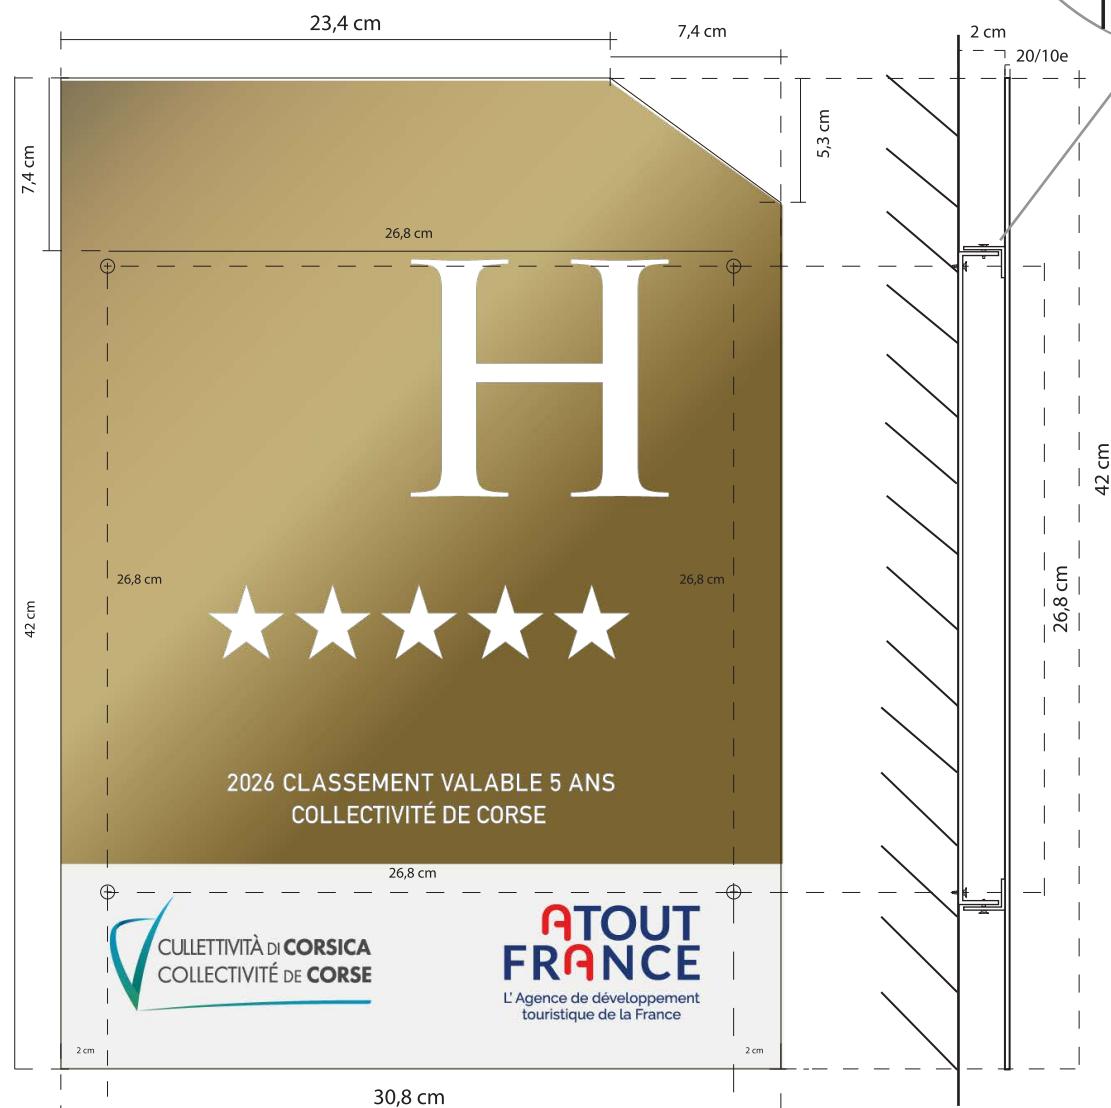 23,4 cm
7,4 cm
2 cm
20/10e
7,4 cm
5,3 cm
26,8 cm
H
42 cm
26,8 cm
26,8 cm
26,8 cm
42 cm
2026 CLASSEMENT VALABLE 5 ANS
COLLECTIVITÉ DE CORSE
26,8 cm
CULLETTIVITÀ DI CORSICA
COLLECTIVITÉ DE CORSE
ATOUT
FRANCE
L'Agence de développement
touristique de la France
2 cm
2 cm
30,8 cm